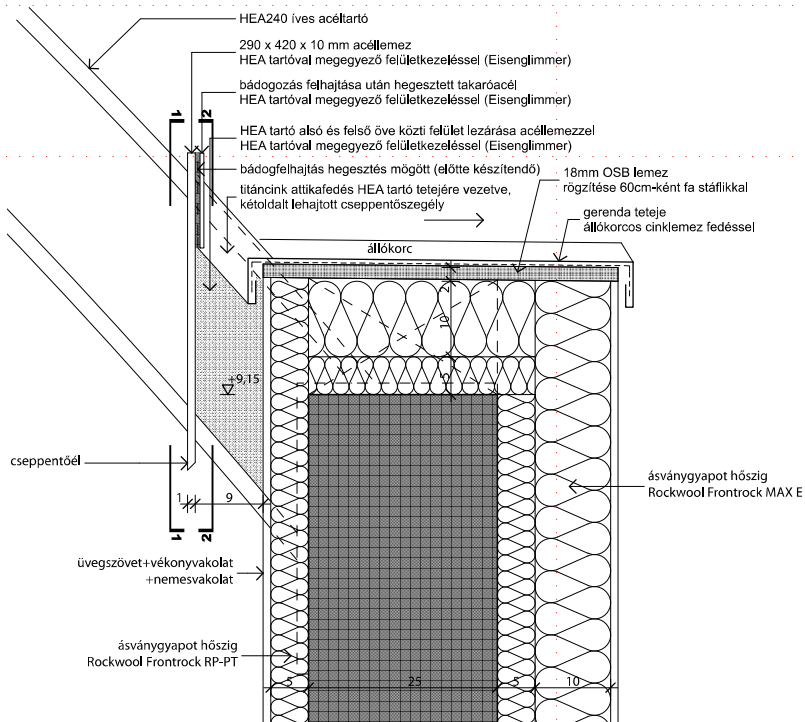 HEA240 íves acéltartó
290 x 420 x 10 mm acéllemez
HEA tartóval megegyező felületkezeléssel (Eisenglimmer)
bádogozás felhajtása után hegesztett takaróacél
HEA tartóval megegyező felületkezeléssel (Eisenglimmer)
1 2
HEA tartó alsó és felső öve közti felület lezárása acéllemezzel
HEA tartóval megegyező felületkezeléssel (Eisenglimmer)
bádogfelhajtás hegesztés mögött (előtte készítendő)
titáncink attikafedés HEA tartó tetejére vezetve,
kétoldalt lehajtott cseppentőszegély
18mm OSB lemez
rögzítése 60cm-ként fa stáflikkal
gerenda teteje
állókorcos cinklemez fedéssel
állókorc
2
10
5
+9,15
cseppentőél
1 9
1 2
ásványgyapot hőszig
Rockwool Frontrock MAX E
üvegszövet+vékonyvakolat
+nemesvakolat
ásványgyapot hőszig
Rockwool Frontrock RP-PT
5 25 5 10